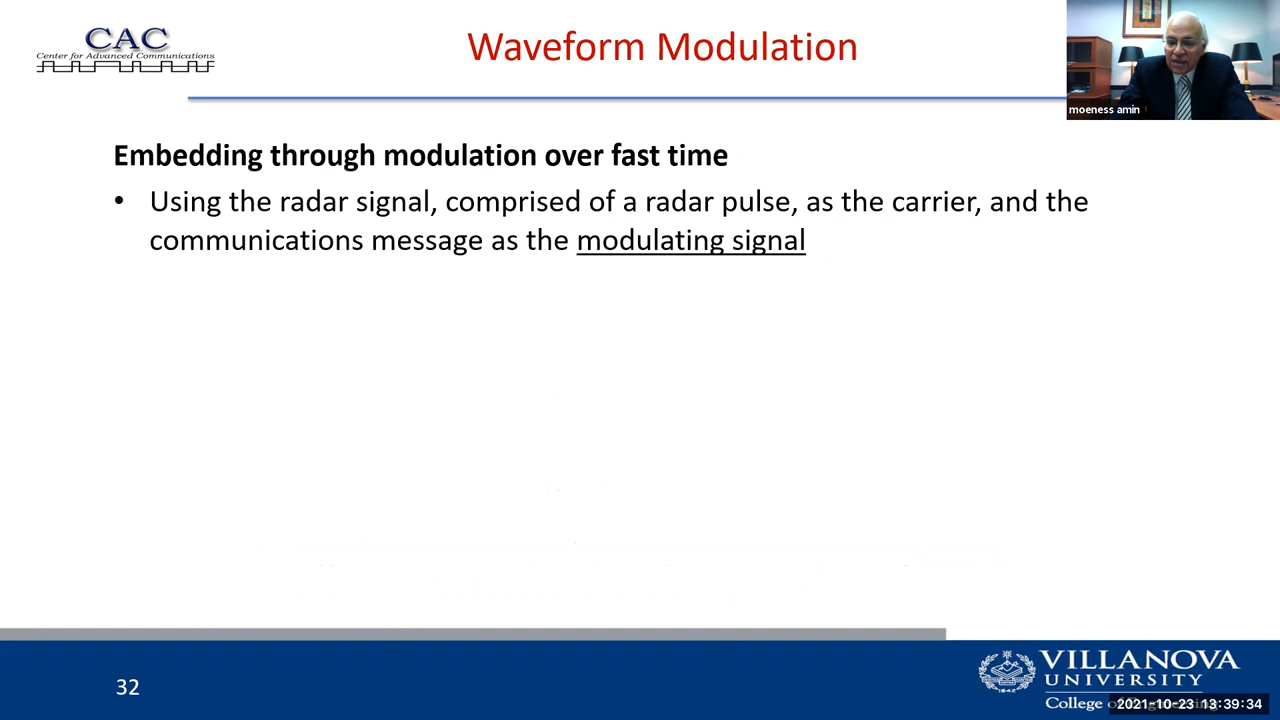 CAC
Center for Advanced Communications
Waveform Modulation
moeness amin
Embedding through modulation over fast time
• Using the radar signal, comprised of a radar pulse, as the carrier, and the
communications message as the modulating signal
32
VILLANOVA
UNIVERSITY
College of Engineering
2021-10-23 13:39:34